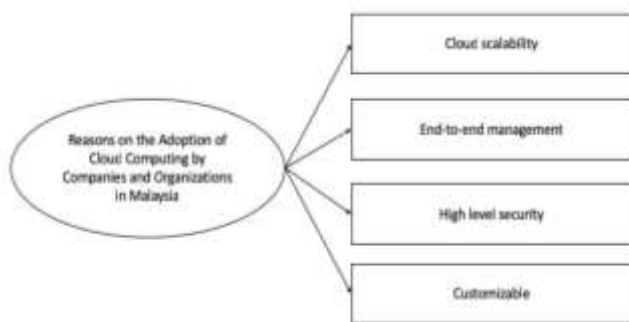 Reasons on the Adoption of
Cloud Computing by
Companies and Organizations
in Malaysia
Cloud scalability
End-to-end management
High level security
Customizable